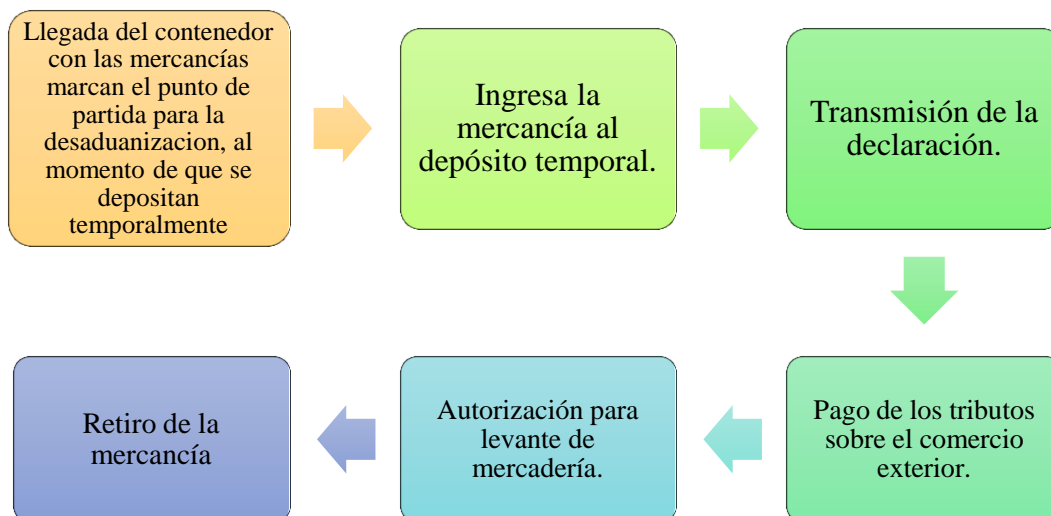 Llegada del contenedor
con las mercancías
marcan el punto de
partida para la
desaduanizacion, al
momento de que se
depositan
temporalmente
Ingresa la
mercancía al
depósito temporal.
Transmisión de la
declaración.
Pago de los tributos
sobre el comercio
exterior.
Autorización para
levante de
mercadería.
Retiro de la
mercancía